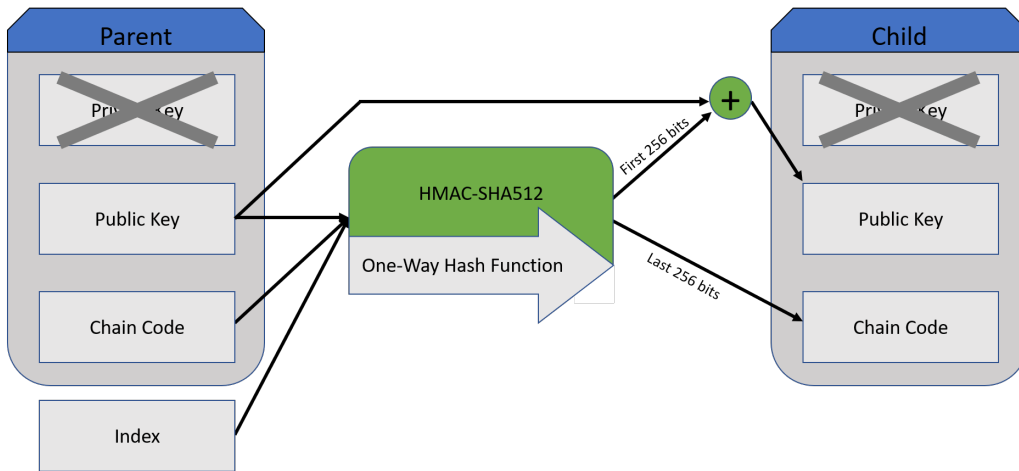 Parent
Child
Public Key
Chain Code
Index
HMAC-SHA512
One-Way Hash Function
First 256 bits
Last 256 bits
+
Public Key
Chain Code